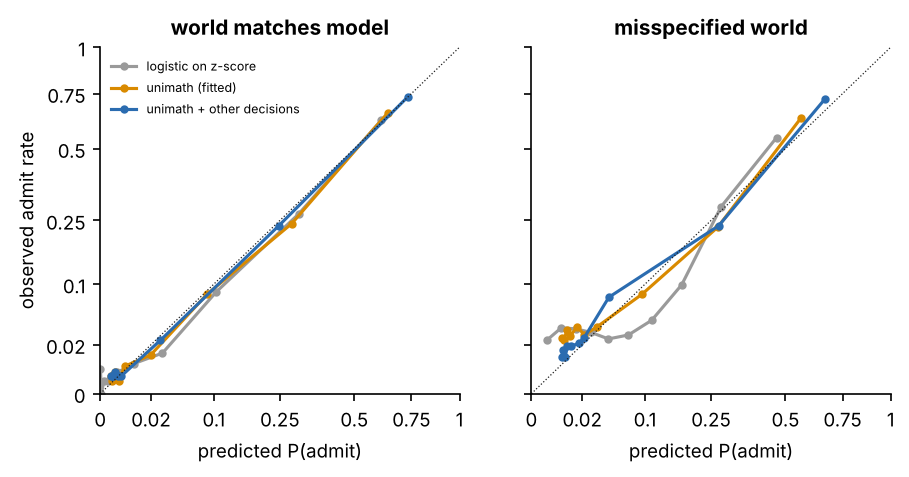 world matches model
misspecified world
logistic on z-score
unimath (fitted)
unimath + other decisions
observed admit rate
1
0.75
0.5
0.25
0.1
0.02
0
0 0.02 0.1 0.25 0.5 0.75 1
0 0.02 0.1 0.25 0.5 0.75 1
predicted P(admit)
predicted P(admit)